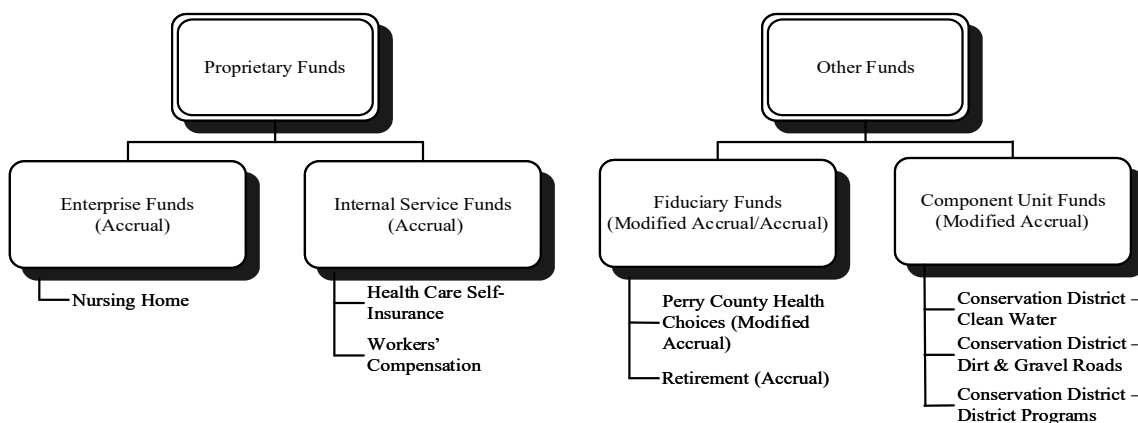 Proprietary Funds
Other Funds
Enterprise Funds
(Accrual)
Internal Service Funds
(Accrual)
Fiduciary Funds
(Modified Accrual/Accrual)
Component Unit Funds
(Modified Accrual)
Nursing Home
Health Care Self-
Insurance
Workers’
Compensation
Perry County Health
Choices (Modified
Accrual)
Retirement (Accrual)
Conservation District –
Clean Water
Conservation District –
Dirt & Gravel Roads
Conservation District –
District Programs